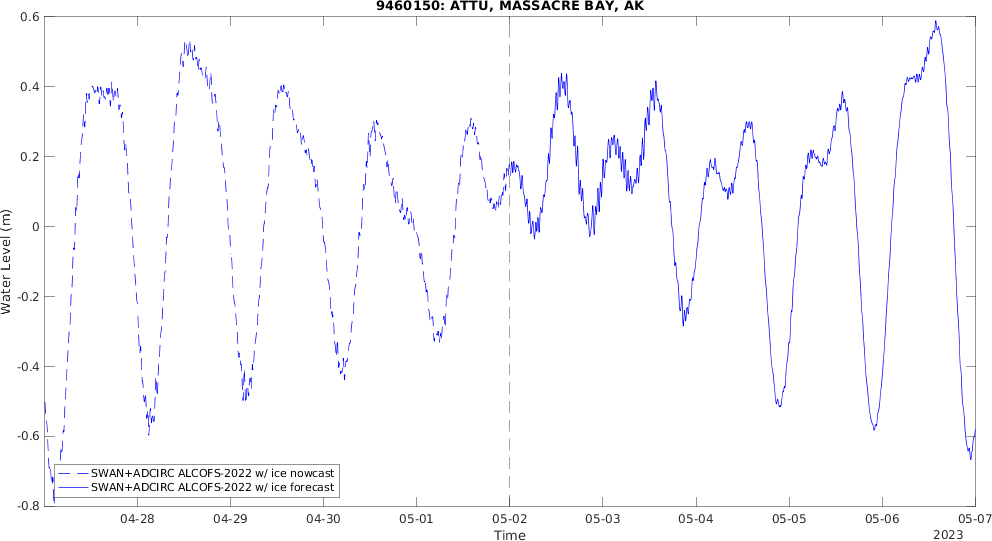 9460150: ATTU, MASSACRE BAY, AK
Water Level (m)
0.6
0.4
0.2
0
-0.2
-0.4
-0.6
-0.8
SWAN+ADCIRC ALCOFS-2022 w/ ice nowcast
SWAN+ADCIRC ALCOFS-2022 w/ ice forecast
04-28 04-29 04-30 05-01 05-02 05-03 05-04 05-05 05-06 05-07
Time
2023